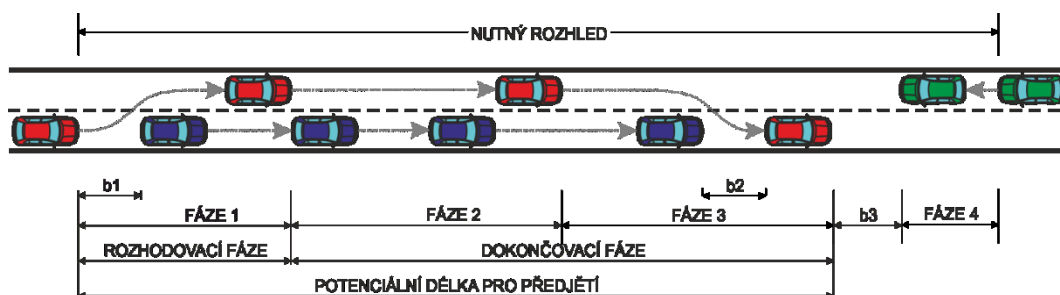 NUTNÝ ROZHLED
b1
b2
b3
FÁZE 1
FÁZE 2
FÁZE 3
FÁZE 4
ROZHODOVACÍ FÁZE
DOKONČOVACÍ FÁZE
POTENCIÁLNÍ DÉLKA PRO PŘEDJETÍ